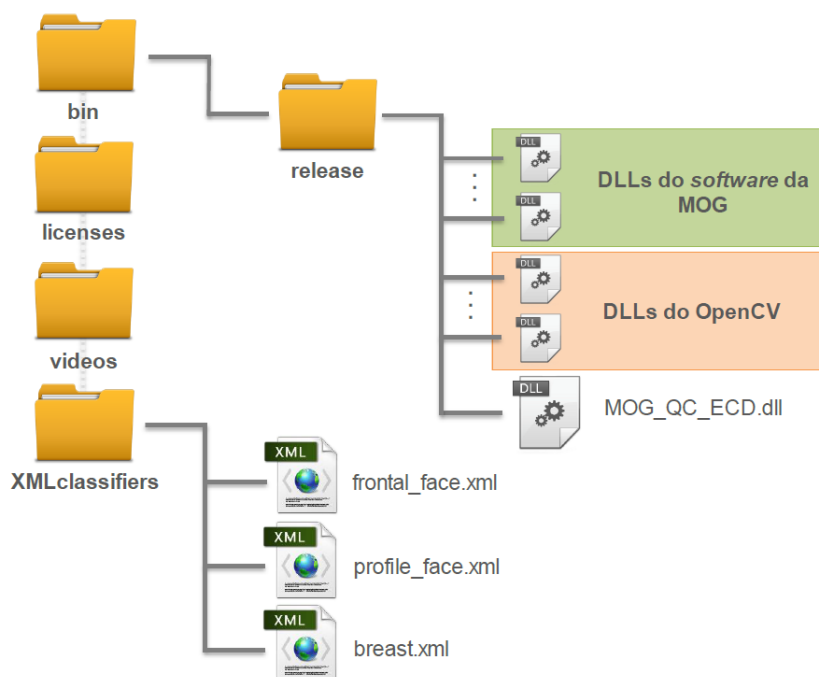 bin
release
DLL
DLLs do software da
MOG
DLL
licenses
DLL
DLLs do OpenCV
DLL
videos
DLL
MOG_QC_ECD.dll
XMLclassifiers
XML
frontal_face.xml
XML
profile_face.xml
XML
breast.xml